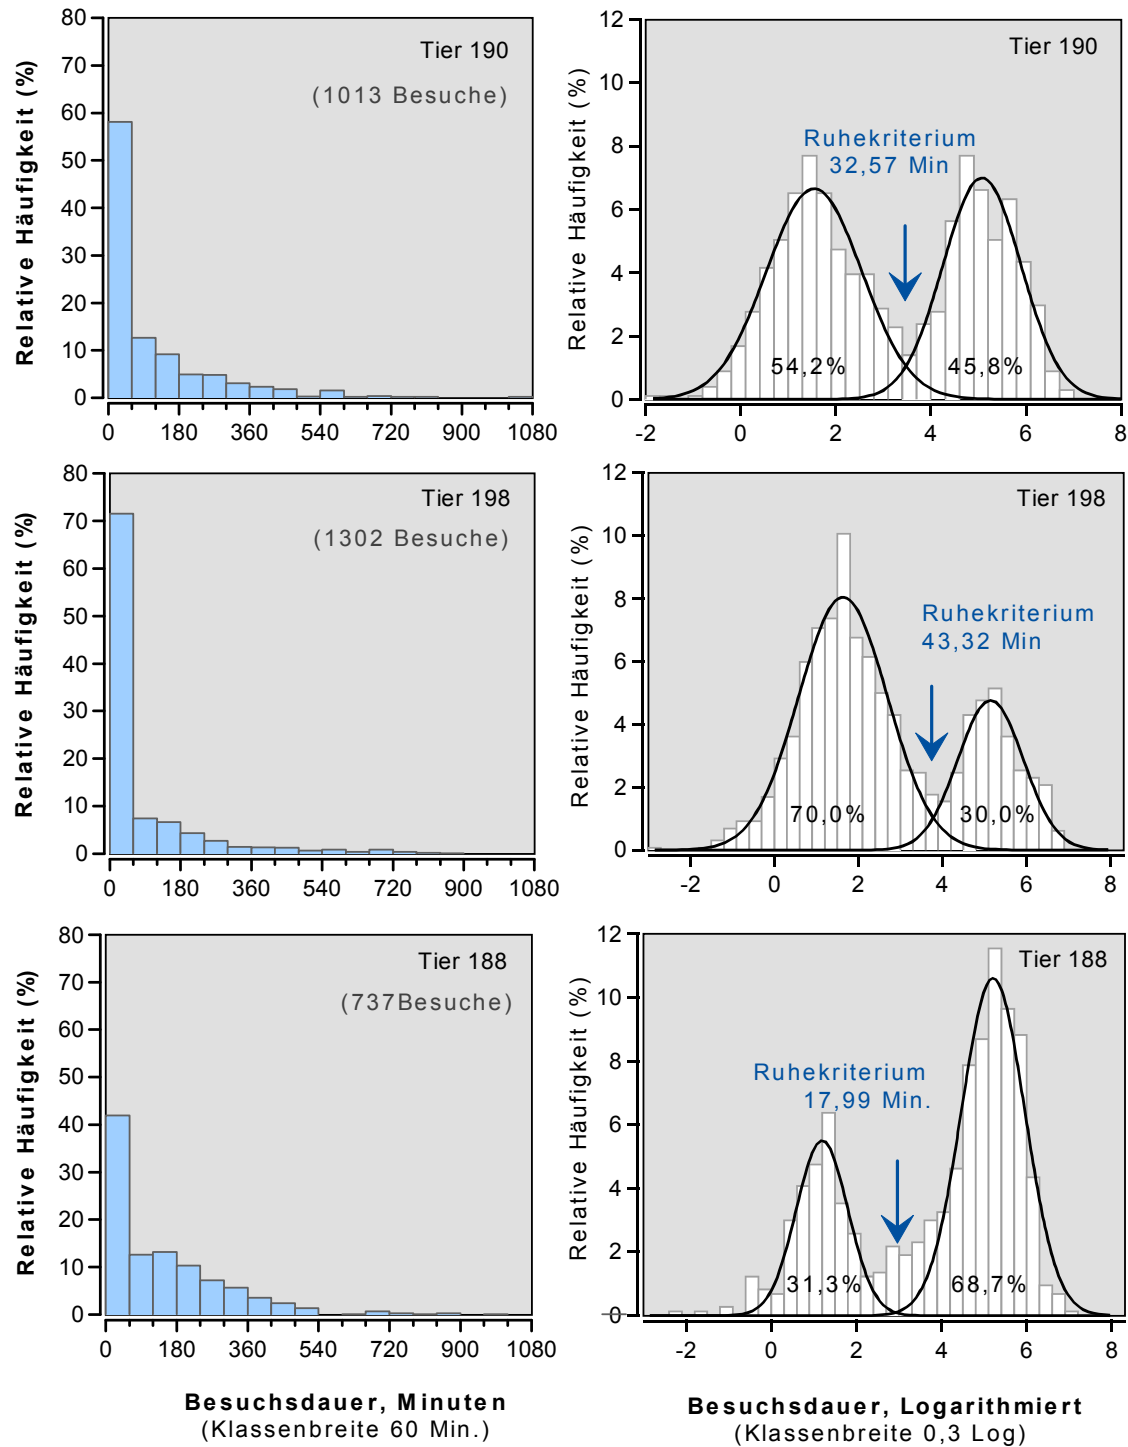 80
70
60
50
40
30
20
10
0
Relative Häufigkeit (%)
Tier 190
(1013 Besuche)
0 180 360 540 720 900 1080
12
10
8
6
4
2
0
Relative Häufigkeit (%)
Tier 190
Ruhekriterium
32,57 Min
54,2% 45,8%
-2 0 2 4 6 8
80
70
60
50
40
30
20
10
0
Relative Häufigkeit (%)
Tier 198
(1302 Besuche)
0 180 360 540 720 900 1080
12
10
8
6
4
2
0
Relative Häufigkeit (%)
Tier 198
Ruhekriterium
43,32 Min
70,0% 30,0%
-2 0 2 4 6 8
80
70
60
50
40
30
20
10
0
Relative Häufigkeit (%)
Tier 188
(737Besuche)
0 180 360 540 720 900 1080
12
10
8
6
4
2
0
Relative Häufigkeit (%)
Tier 188
Ruhekriterium
17,99 Min.
31,3% 68,7%
-2 0 2 4 6 8
Besuchsdauer, Minuten
(Klassenbreite 60 Min.)
Besuchsdauer, Logarithmiert
(Klassenbreite 0,3 Log)